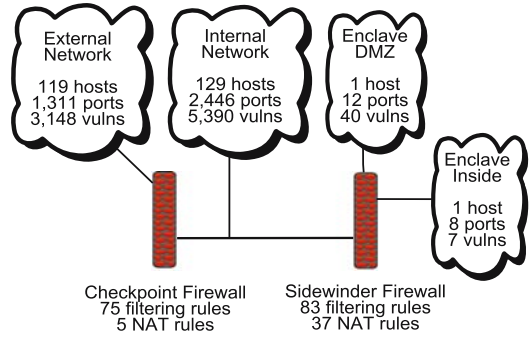 External
Network
119 hosts
1,311 ports
3,148 vulns
Internal
Network
129 hosts
2,446 ports
5,390 vulns
Enclave
DMZ
1 host
12 ports
40 vulns
Enclave
Inside
1 host
8 ports
7 vulns
Checkpoint Firewall
75 filtering rules
5 NAT rules
Sidewinder Firewall
83 filtering rules
37 NAT rules